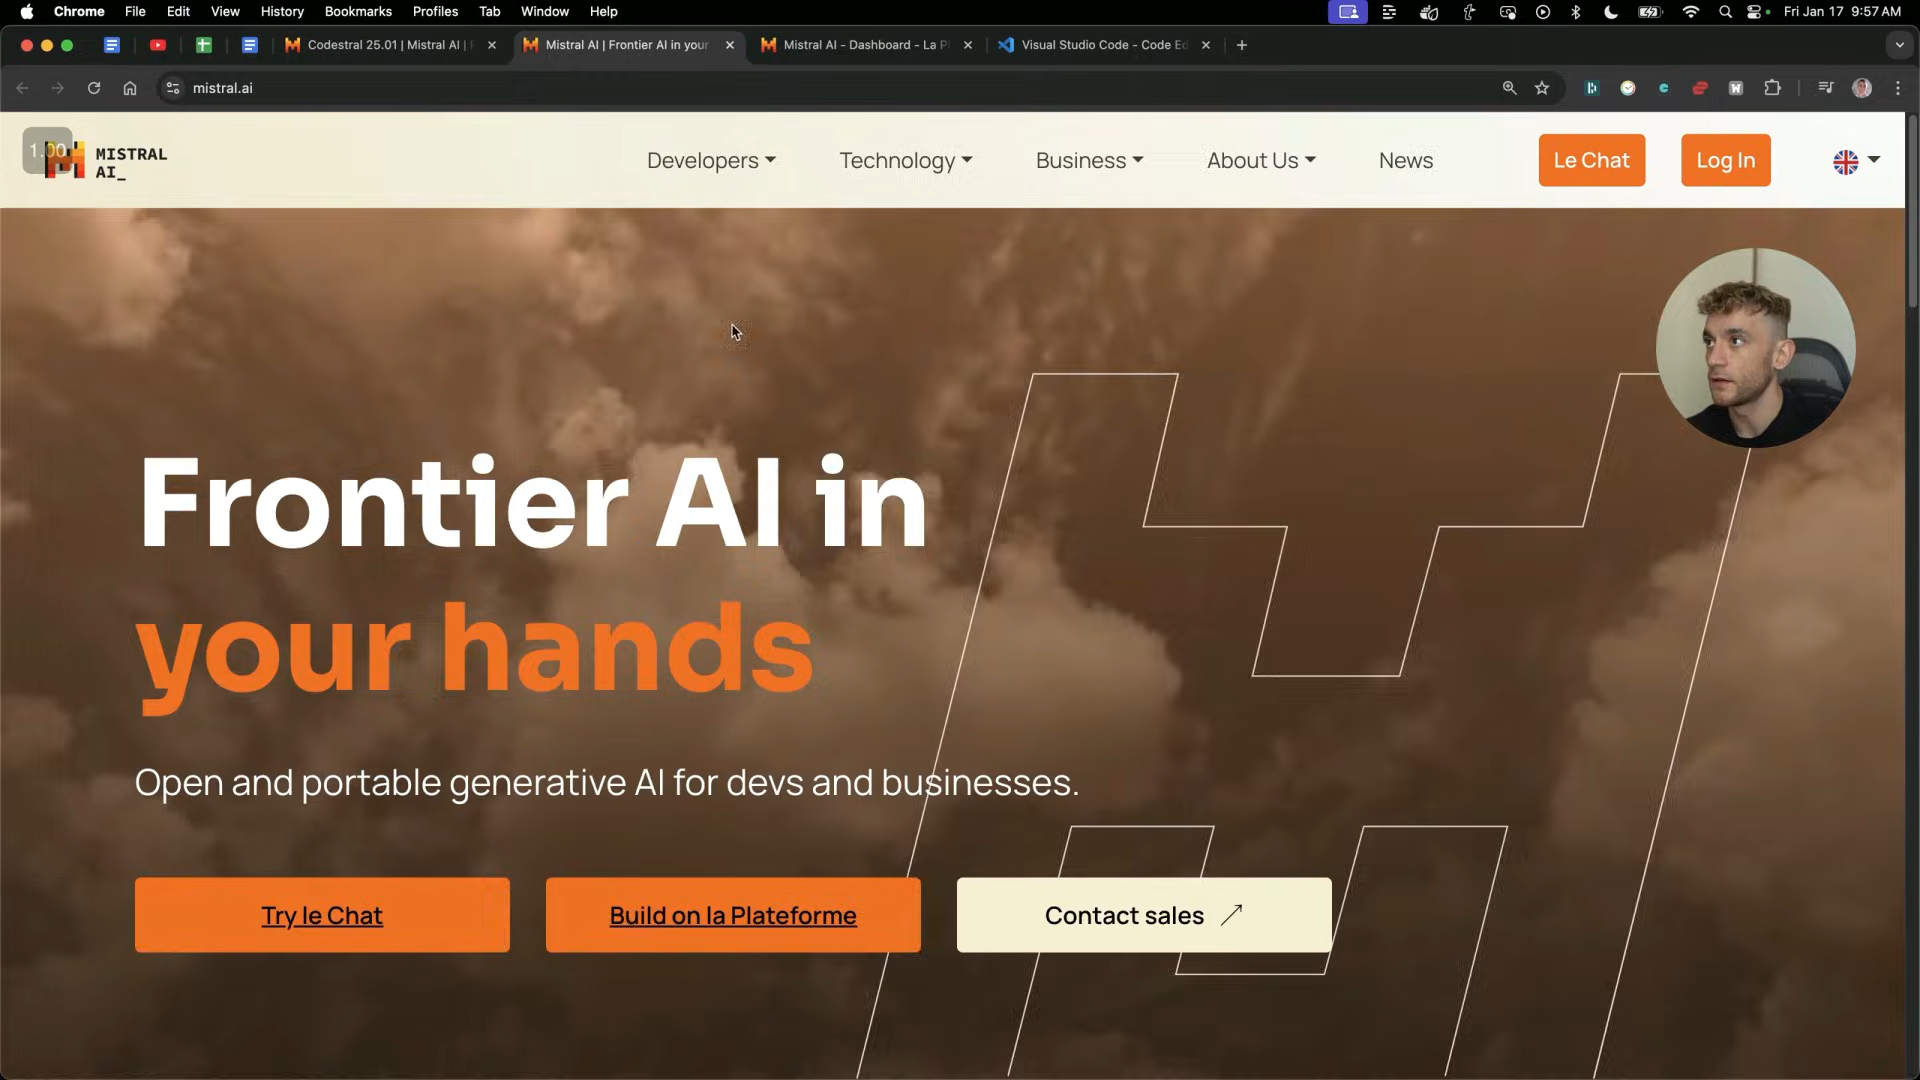 Chrome File Edit View History Bookmarks Profiles Tab Window Help Fri Jan 17 9:57 AM
Codestral 25.01 | Mistral AI | Mistral AI | Frontier AI in your Mistral AI - Dashboard - La P Visual Studio Code - Code Ed
mistral.ai
1.00
MISTRAL
AI_
Developers Technology Business About Us News Le Chat Log In
Frontier AI in
your hands
Open and portable generative AI for devs and businesses.
Try le Chat Build on la Plateforme Contact sales